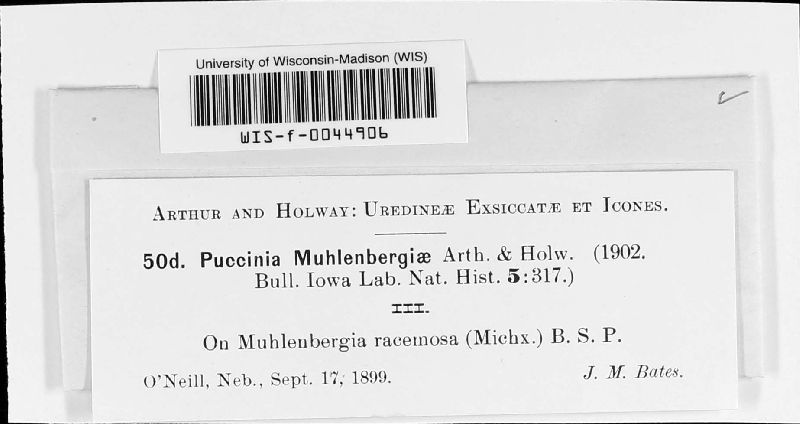 University of Wisconsin-Madison (WIS)
WIS-f-0044906
Arthur and Holway: Uredineæ Exsiccatæ et Icones.
50d. Puccinia Muhlenbergiæ Arth. & Holw. (1902.
Bull. Iowa Lab. Nat. Hist. 5:317.)
III.
On Muhlenbergia racemosa (Michx.) B. S. P.
O'Neill, Neb., Sept. 17, 1899. J. M. Bates.